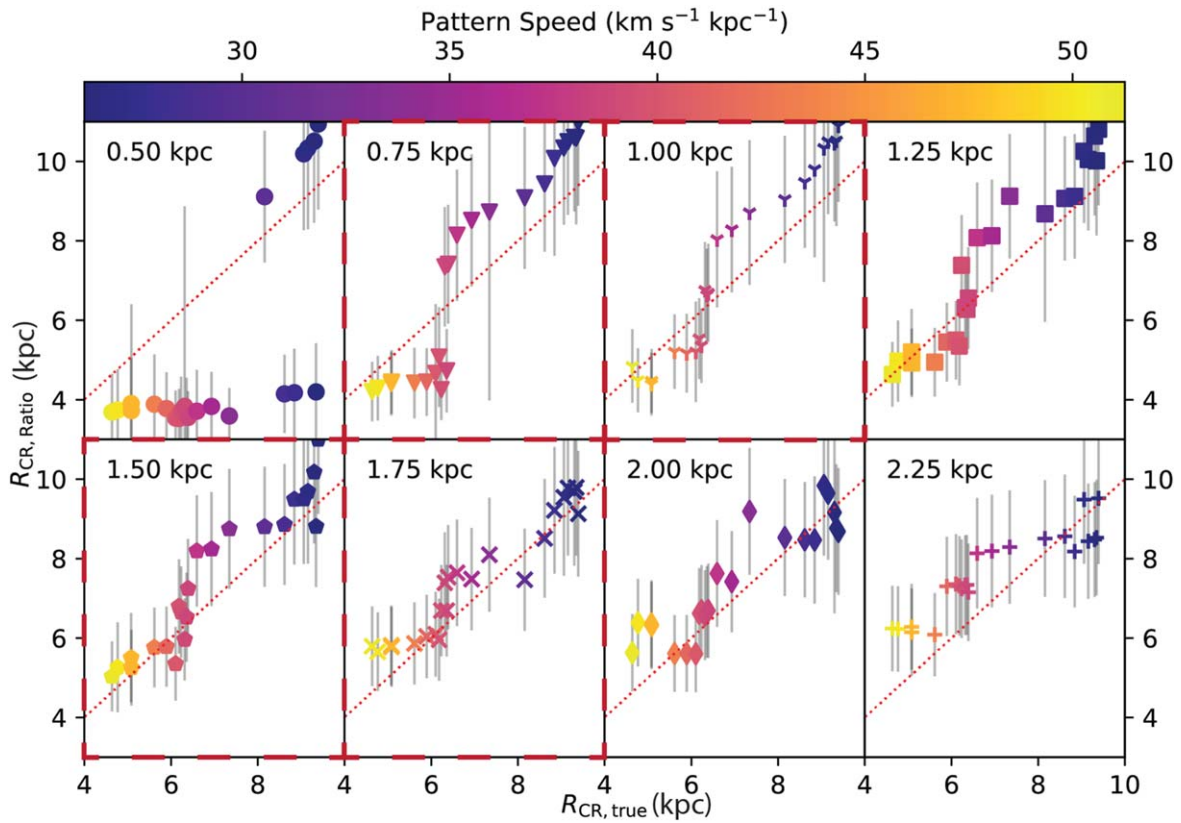 Pattern Speed (km s⁻¹ kpc⁻¹)
30 35 40 45 50
0.50 kpc 0.75 kpc 1.00 kpc 1.25 kpc
10 10
8 8
6 6
4 4
R_CR, Ratio (kpc)
1.50 kpc 1.75 kpc 2.00 kpc 2.25 kpc
10 10
8 8
6 6
4 4
4 6 8 4 6 8 4 6 8 4 6 8 10
R_CR, true (kpc)